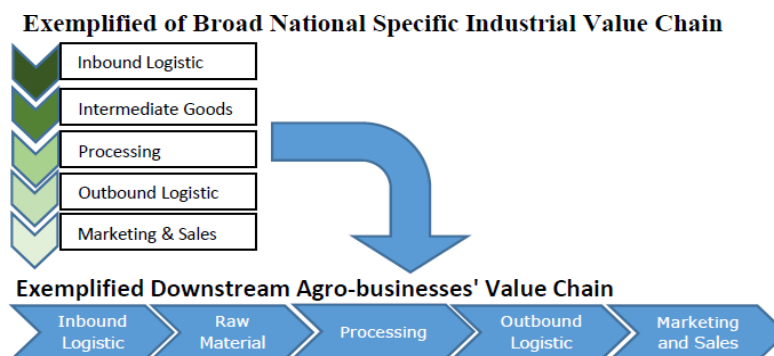 Exemplified of Broad National Specific Industrial Value Chain
Inbound Logistic
Intermediate Goods
Processing
Outbound Logistic
Marketing & Sales
Exemplified Downstream Agro-businesses' Value Chain
Inbound
Logistic
Raw
Material
Processing
Outbound
Logistic
Marketing
and Sales